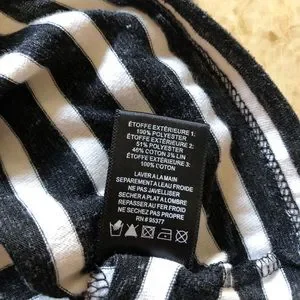 ÉTOFFE EXTÉRIEURE 1:
100% POLYESTER
ÉTOFFE EXTÉRIEURE 2:
51% POLYESTER
46% COTON 3% LIN
ÉTOFFE EXTÉRIEURE 3:
100% COTON
LAVER A LA MAIN
SEPAREMENT A L'EAU FROIDE
NE PAS JAVELLISER
SECHER A PLAT A L'OMBRE
REPASSER AU FER FROID
NE SECHEZ PAS PROPRE
RN # 95377